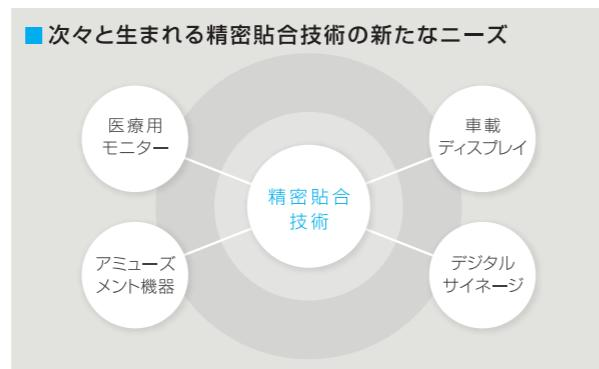 次々と生まれる精密貼合技術の新たなニーズ
医療用
モニター
車載
ディスプレイ
精密貼合
技術
アミューズ
メント機器
デジタル
サイネージ